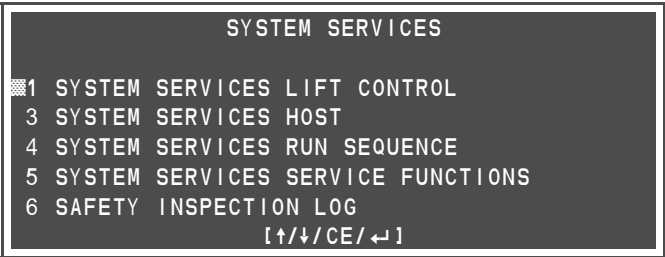 SYSTEM SERVICES
▒1 SYSTEM SERVICES LIFT CONTROL
3 SYSTEM SERVICES HOST
4 SYSTEM SERVICES RUN SEQUENCE
5 SYSTEM SERVICES SERVICE FUNCTIONS
6 SAFETY INSPECTION LOG
[↑/↓/CE/↵]